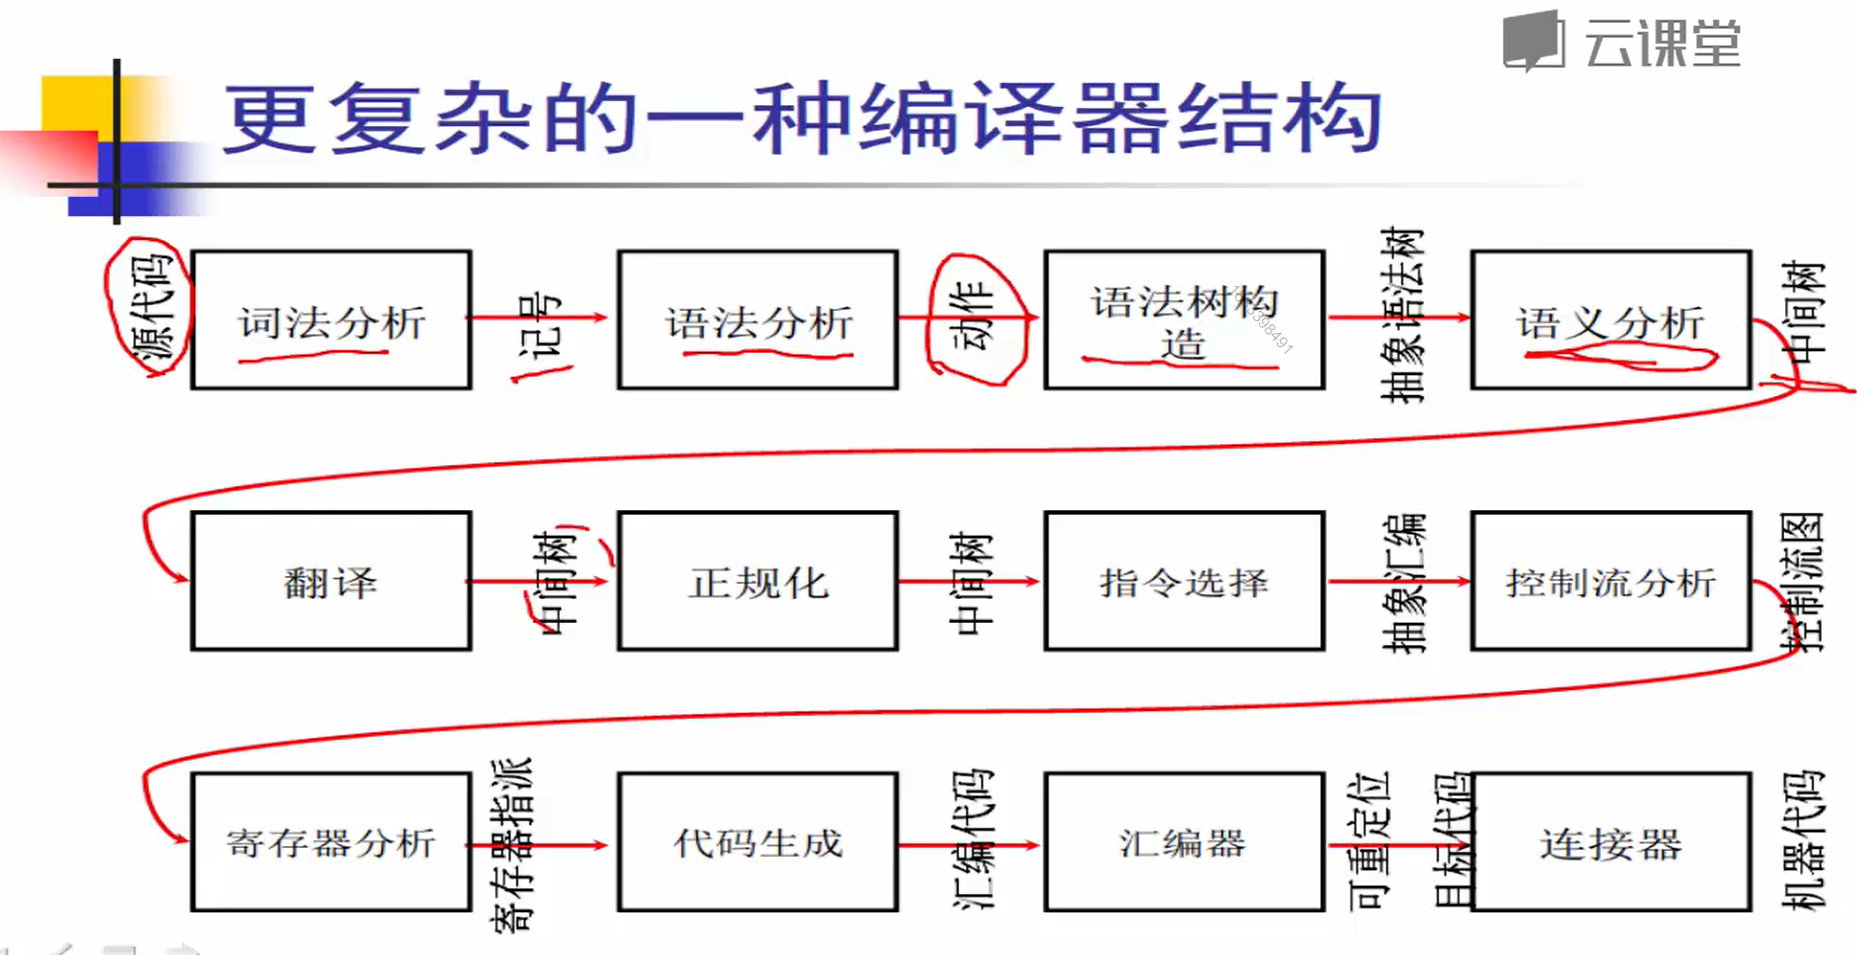 云课堂
更复杂的一种编译器结构
源代码
词法分析
记号
语法分析
动作
语法树构
造
抽象语法树
语义分析
中间树
翻译
中间树
正规化
中间树
指令选择
抽象汇编
控制流分析
控制流图
寄存器分析
寄存器指派
代码生成
汇编代码
汇编器
可重定位
目标代码
连接器
机器代码